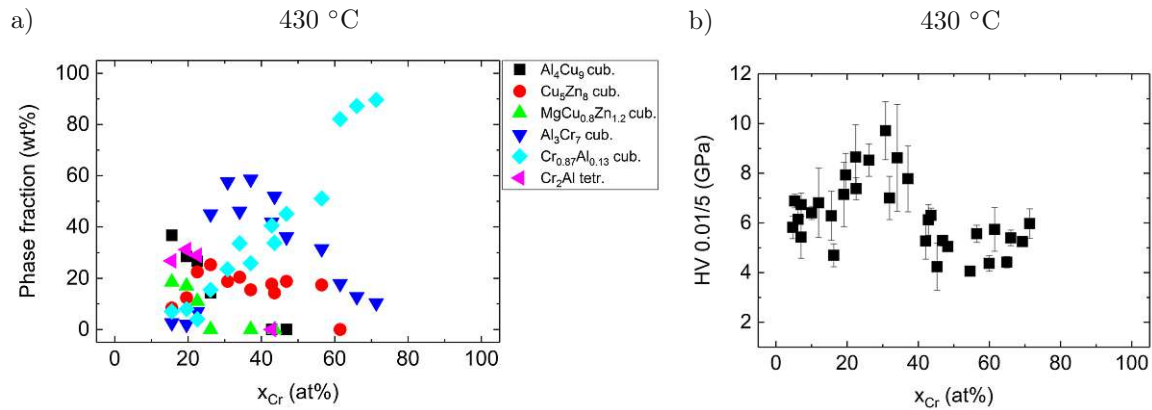 a) 430 °C
100
80
60
40
20
0
Phase fraction (wt%)
0 20 40 60 80 100
x_Cr (at%)
Al₄Cu₉ cub.
Cu₅Zn₈ cub.
MgCu₀.₈Zn₁.₂ cub.
Al₃Cr₇ cub.
Cr₀.₈₇Al₀.₁₃ cub.
Cr₂Al tetr.
b) 430 °C
12
10
8
6
4
2
HV 0.01/5 (GPa)
0 20 40 60 80 100
x_Cr (at%)